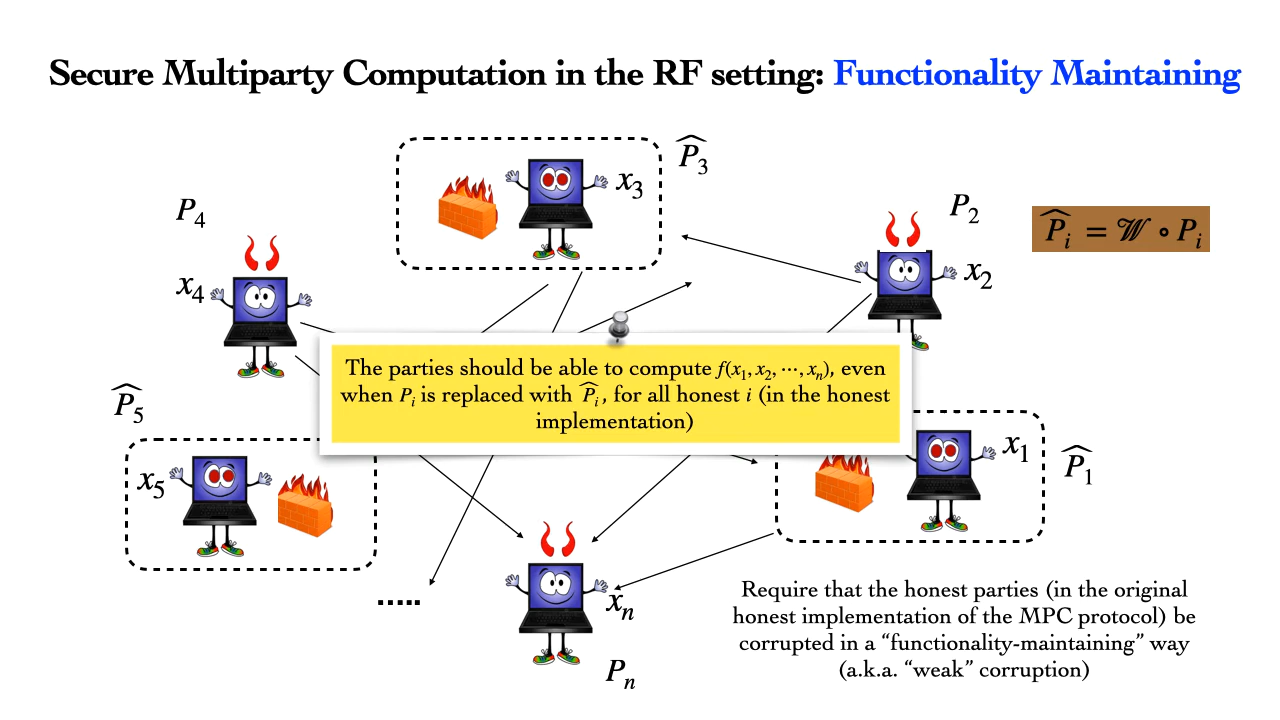 Secure Multiparty Computation in the RF setting: Functionality Maintaining
P̂₃
x₃
P₄
P₂
P̂ᵢ = 𝒲 ∘ Pᵢ
x₄
x₂
The parties should be able to compute f(x₁, x₂, ⋯, xₙ), even
when Pᵢ is replaced with P̂ᵢ, for all honest i (in the honest
implementation)
P̂₅
x₅
x₁
P̂₁
.....
xₙ
Pₙ
Require that the honest parties (in the original
honest implementation of the MPC protocol) be
corrupted in a “functionality-maintaining” way
(a.k.a. “weak” corruption)